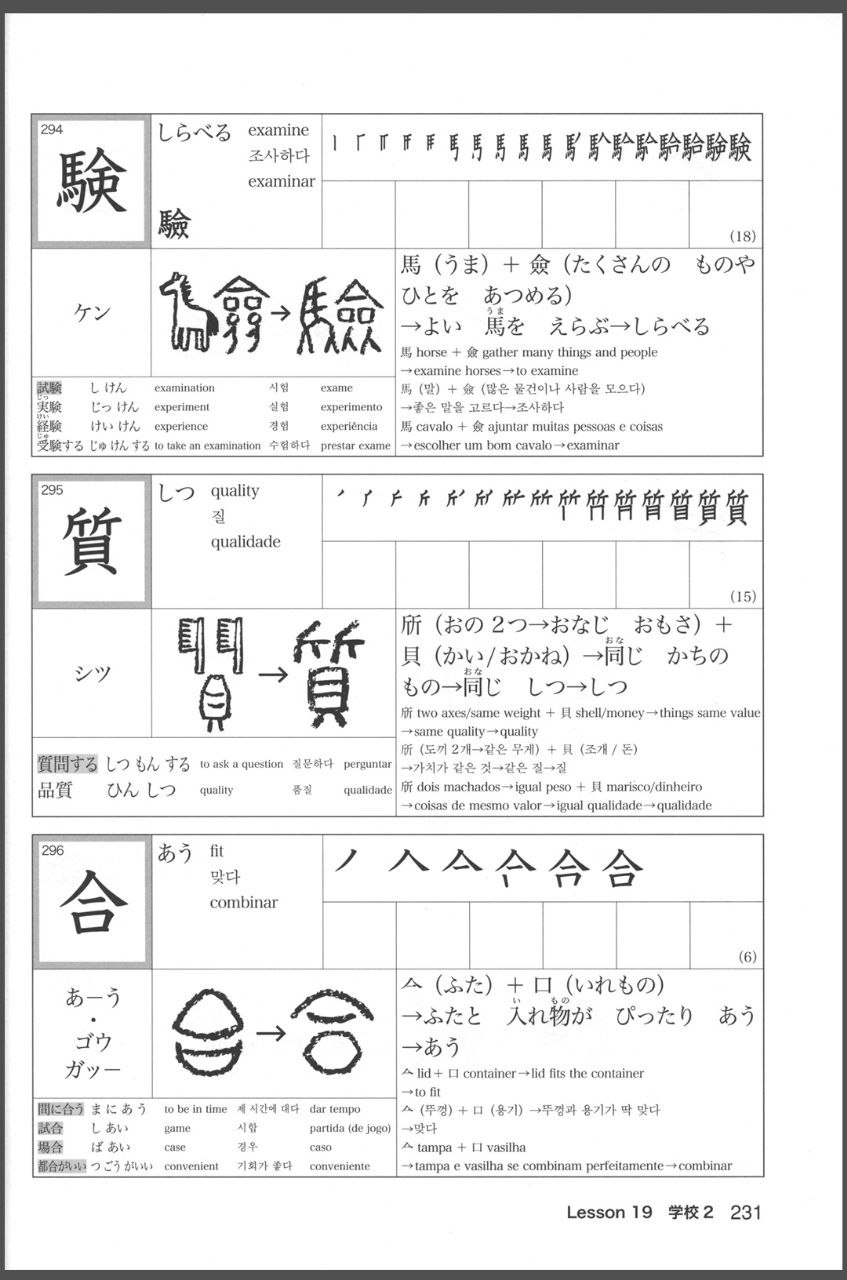 294
験
しらべる examine
조사하다
examinar
驗
(18)
ケン
馬（うま）＋ 僉（たくさんの ものや
ひとを あつめる）
うま
→よい 馬を えらぶ→しらべる
馬 horse + 僉 gather many things and people
→examine horses→to examine
馬 (말) + 僉 (많은 물건이나 사람을 모으다)
→좋은 말을 고르다→조사하다
馬 cavalo + 僉 ajuntar muitas pessoas e coisas
→escolher um bom cavalo→examinar
試験 し けん examination 시험 exame
じっ
実験 じっ けん experiment 실험 experimento
けい
経験 けい けん experience 경험 experiência
じゅ
受験する じゅ けん する to take an examination 수험하다 prestar exame
295
質
しつ quality
질
qualidade
(15)
シツ
斦（おの 2つ→おなじ おもさ）＋
おな
貝（かい/おかね）→同じ かちの
おな
もの→同じ しつ→しつ
斦 two axes/same weight + 貝 shell/money→things same value
→same quality→quality
斦 (도끼 2개→같은 무게) + 貝 (조개 / 돈)
→가치가 같은 것→같은 질→질
斦 dois machados→igual peso + 貝 marisco/dinheiro
→coisas de mesmo valor→igual qualidade→qualidade
質問する しつ もん する to ask a question 질문하다 perguntar
品質 ひん しつ quality 품질 qualidade
296
合
あう fit
맞다
combinar
(6)
あーう
・
ゴウ
ガッー
亼（ふた）＋ 口（いれもの）
い もの
→ふたと 入れ物が ぴったり あう
→あう
亼 lid + 口 container→lid fits the container
→to fit
亼 (뚜껑) + 口 (용기) →뚜껑과 용기가 딱 맞다
→맞다
亼 tampa + 口 vasilha
→tampa e vasilha se combinam perfeitamente→combinar
間に合う ま に あ う to be in time 제 시간에 대다 dar tempo
試合 し あい game 시합 partida (de jogo)
場合 ば あい case 경우 caso
都合がいい つ ごう がいい convenient 기회가 좋다 conveniente
Lesson 19 学校 2 231